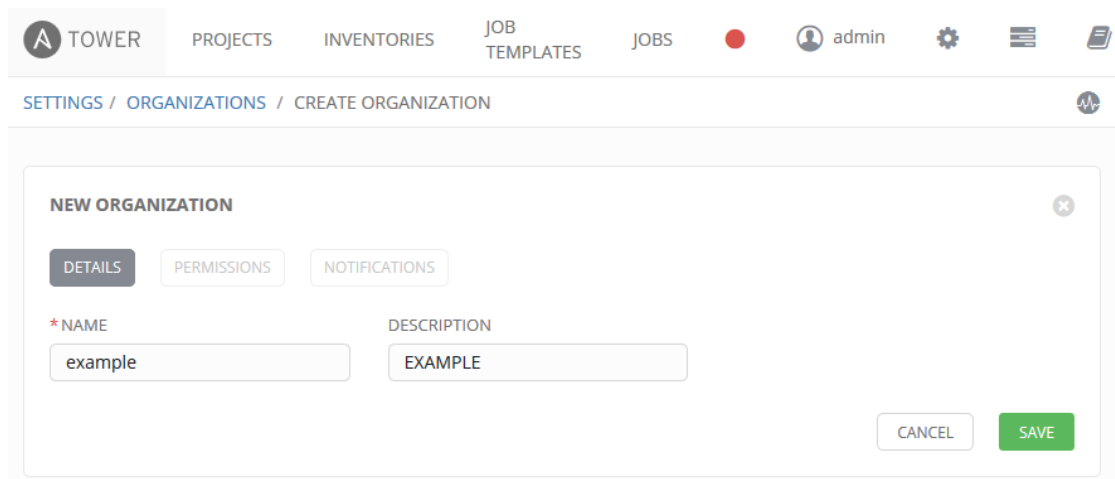 A TOWER PROJECTS INVENTORIES JOB TEMPLATES JOBS admin
SETTINGS / ORGANIZATIONS / CREATE ORGANIZATION
NEW ORGANIZATION
DETAILS PERMISSIONS NOTIFICATIONS
*NAME DESCRIPTION
example EXAMPLE
CANCEL SAVE